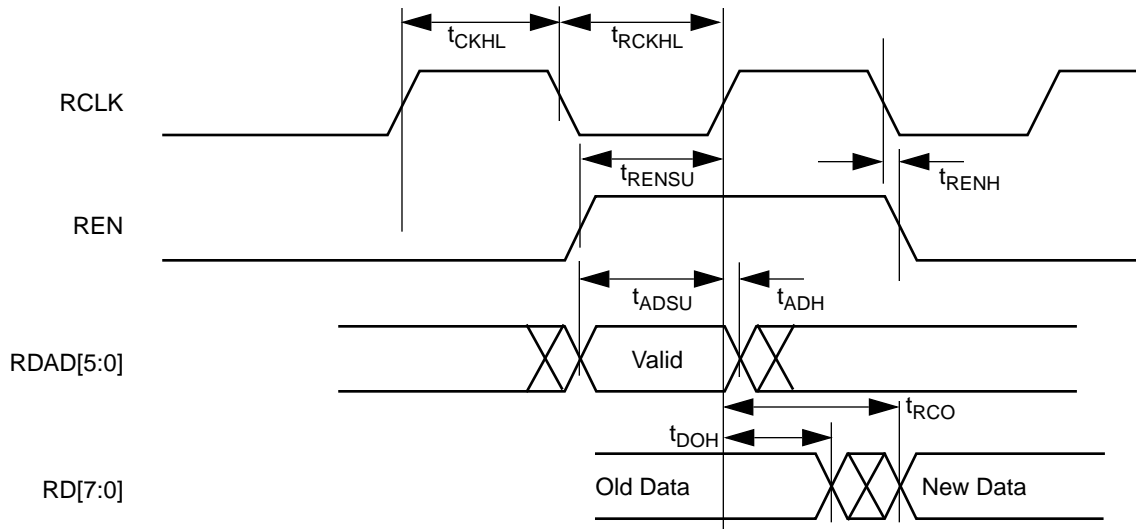 tCKHL
tRCKHL
RCLK
tRENSU
tRENH
REN
tADSU
tADH
RDAD[5:0]
Valid
tRCO
tDOH
RD[7:0]
Old Data
New Data